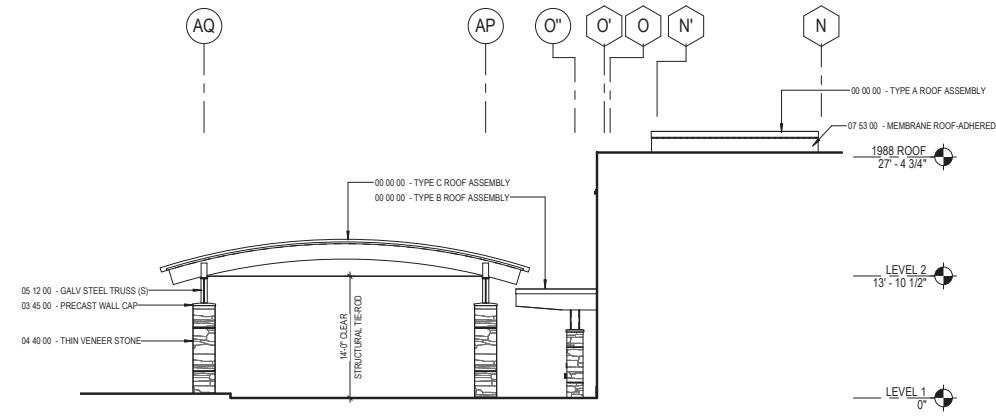 AQ
AP
O"
O'
O
N'
N
00 00 00 - TYPE A ROOF ASSEMBLY
07 53 00 - MEMBRANE ROOF-ADHERED
1988 ROOF
27' - 4 3/4"
00 00 00 - TYPE C ROOF ASSEMBLY
00 00 00 - TYPE B ROOF ASSEMBLY
LEVEL 2
13' - 10 1/2"
05 12 00 - GALV STEEL TRUSS (S)
03 45 00 - PRECAST WALL CAP
04 40 00 - THIN VENEER STONE
14'-0" CLEAR
STRUCTURAL TIE-ROD
LEVEL 1
0"